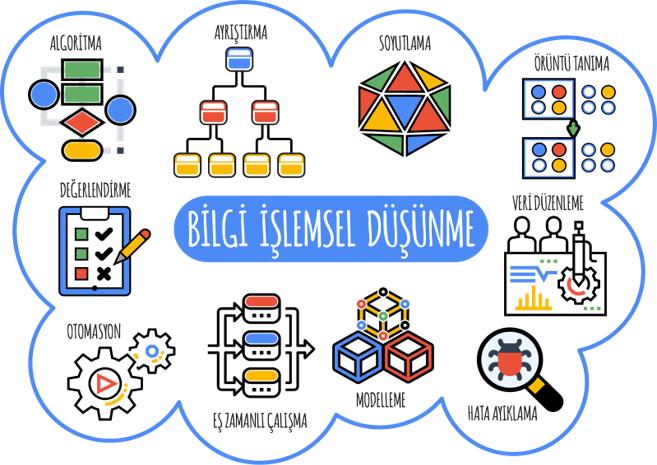 ALGORİTMA
AYRIŞTIRMA
SOYUTLAMA
ÖRÜNTÜ TANIMA
DEĞERLENDİRME
BİLGİ İŞLEMSEL DÜŞÜNME
VERİ DÜZENLEME
OTOMASYON
EŞ ZAMANLI ÇALIŞMA
MODELLEME
HATA AYIKLAMA